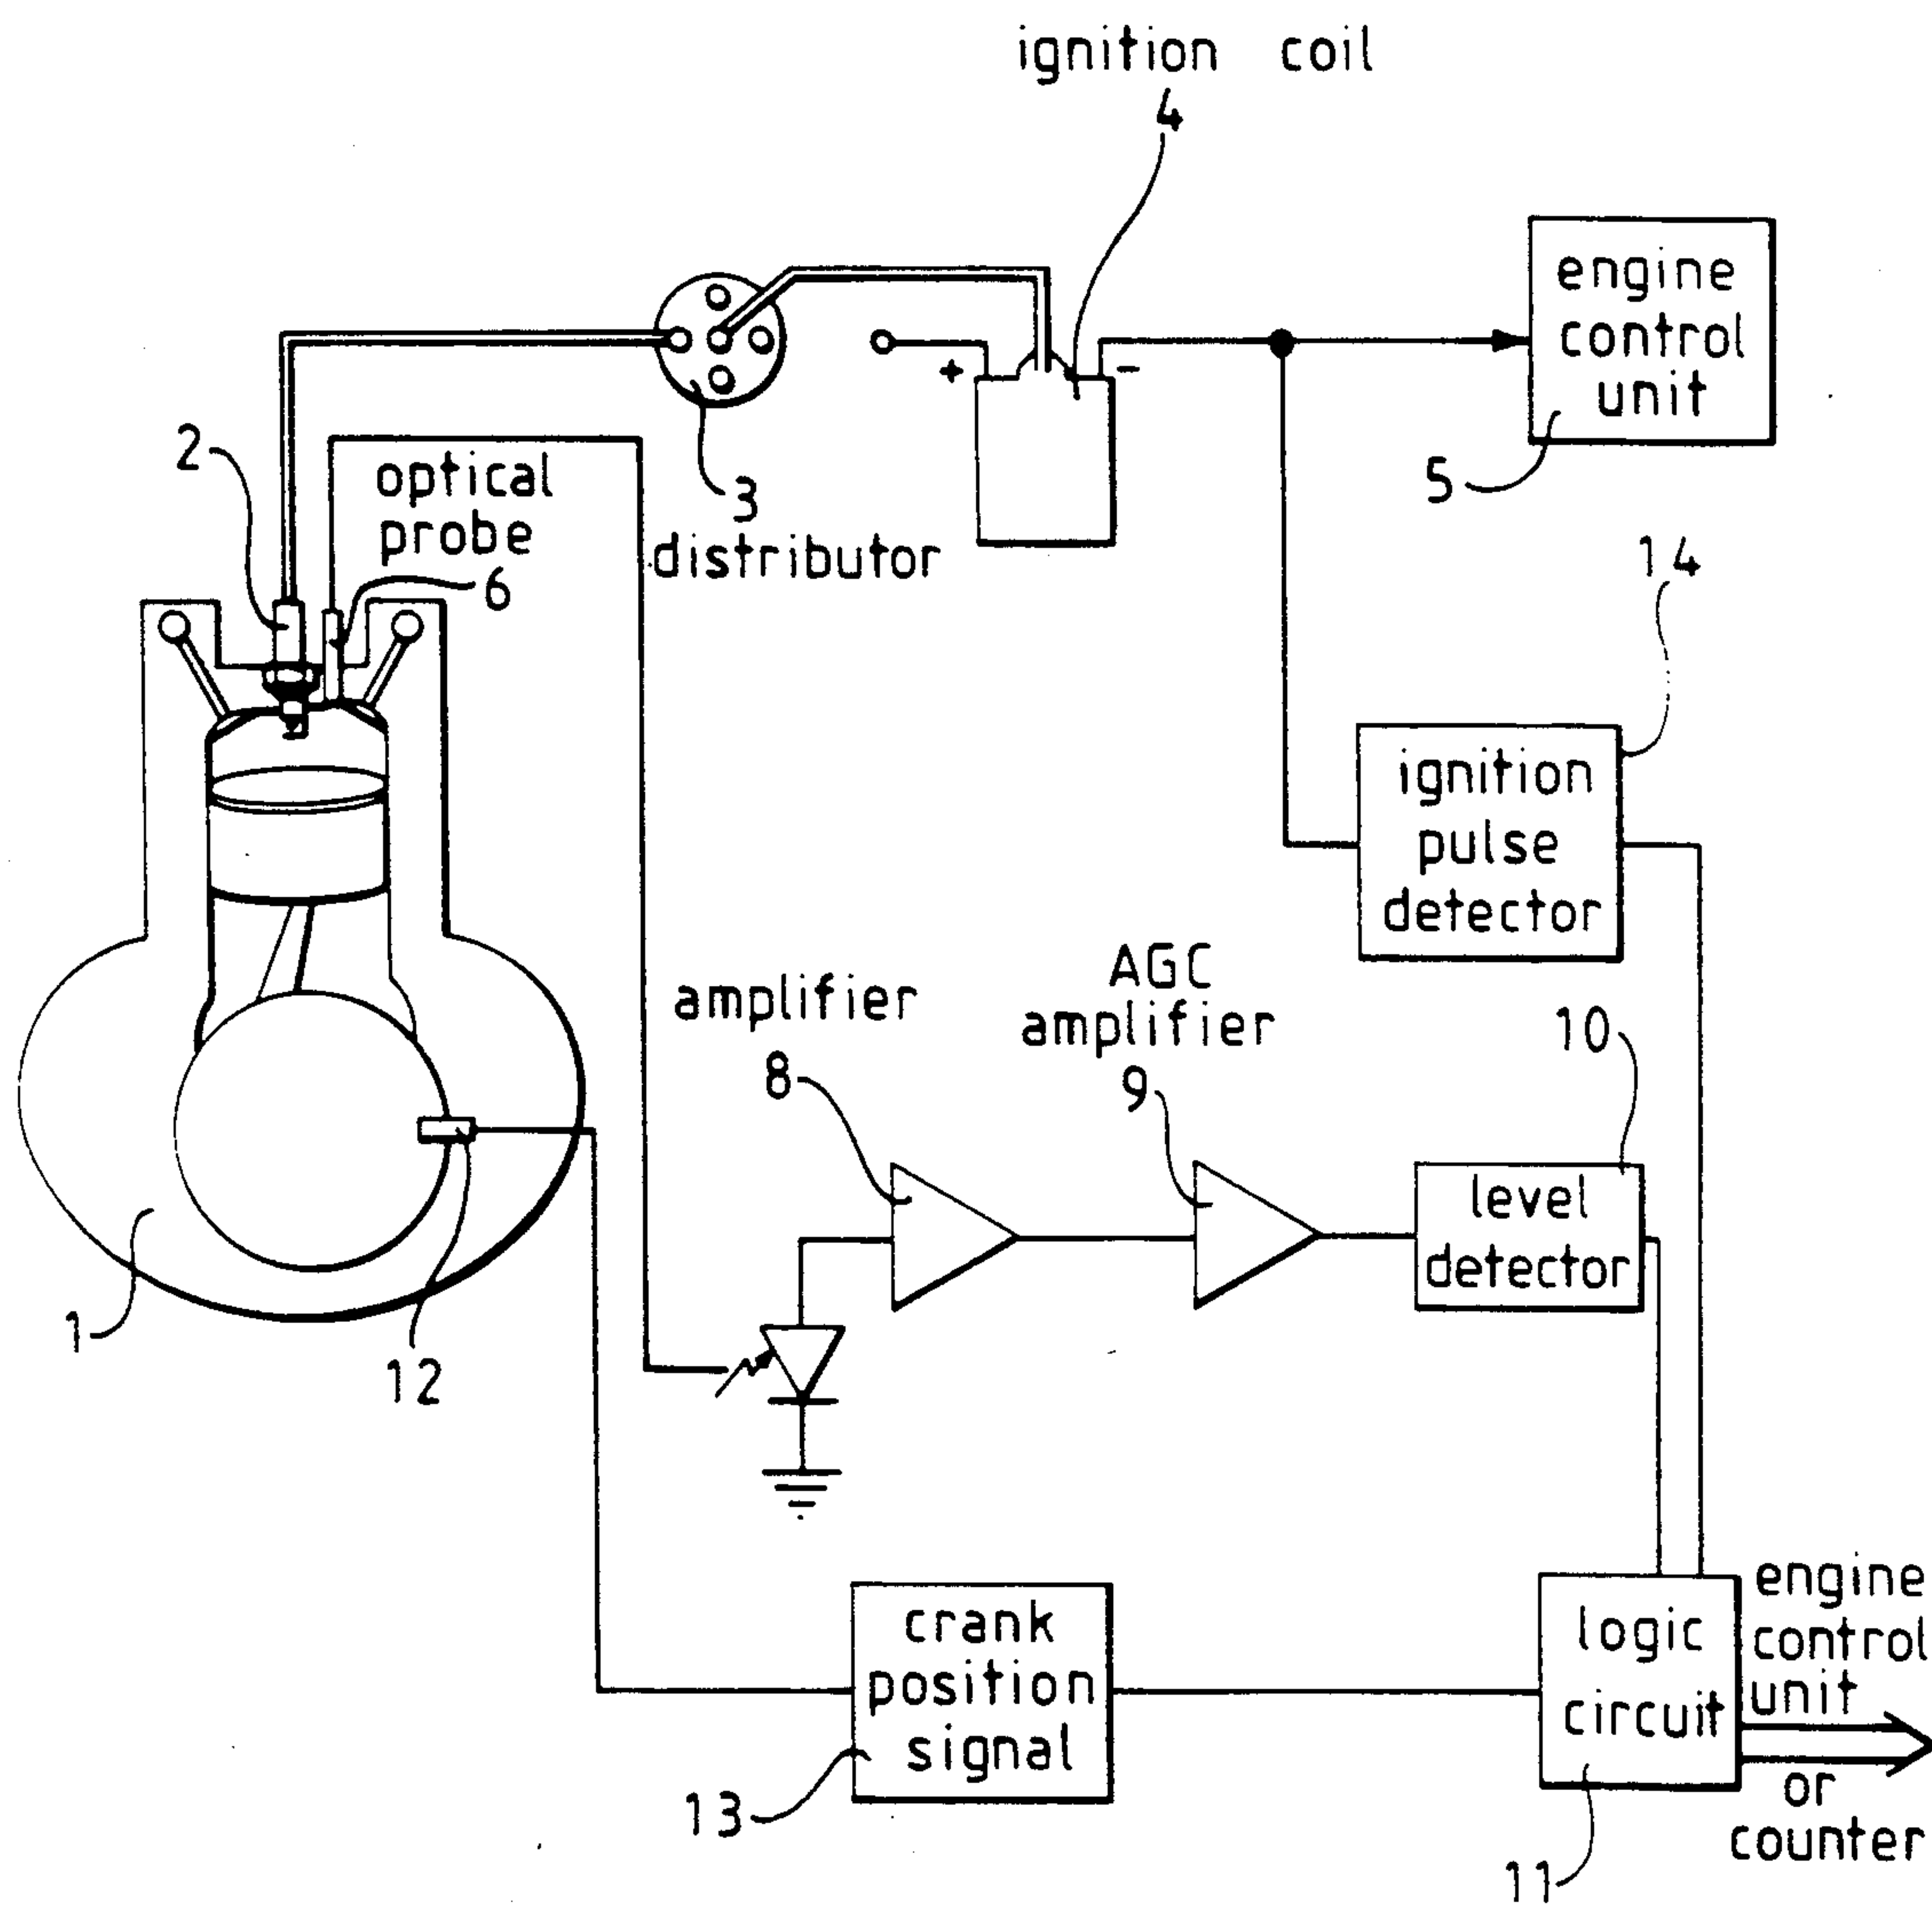 ignition coil
4
engine
control
unit
5
+
-
2
optical
probe
6
3
distributor
14
ignition
pulse
detector
AGC
amplifier
9
amplifier
8
10
level
detector
1
12
crank
position
signal
13
logic
circuit
11
engine
control
unit
or
counter